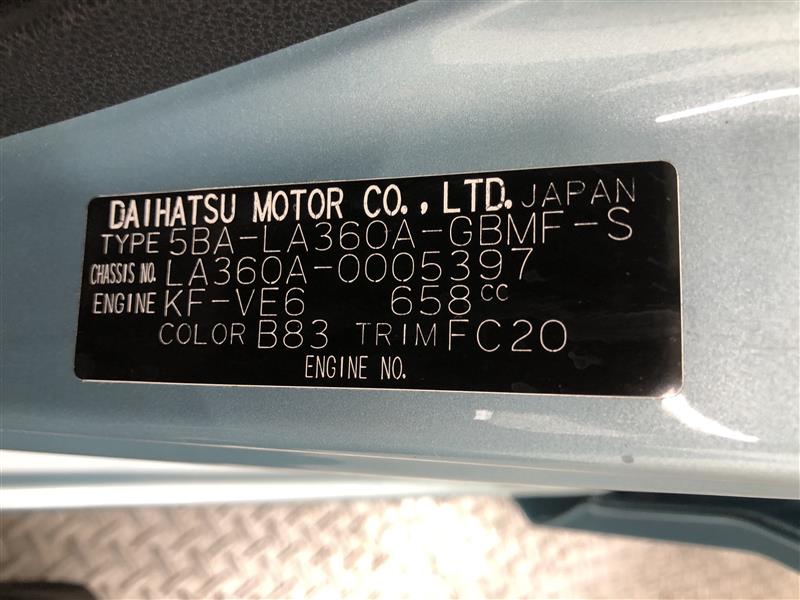 DAIHATSU MOTOR CO., LTD. JAPAN
TYPE 5BA-LA360A-GBMF-S
CHASSIS NO. LA360A-0005397
ENGINE KF-VE6 658cc
COLOR B83 TRIM FC20
ENGINE NO.